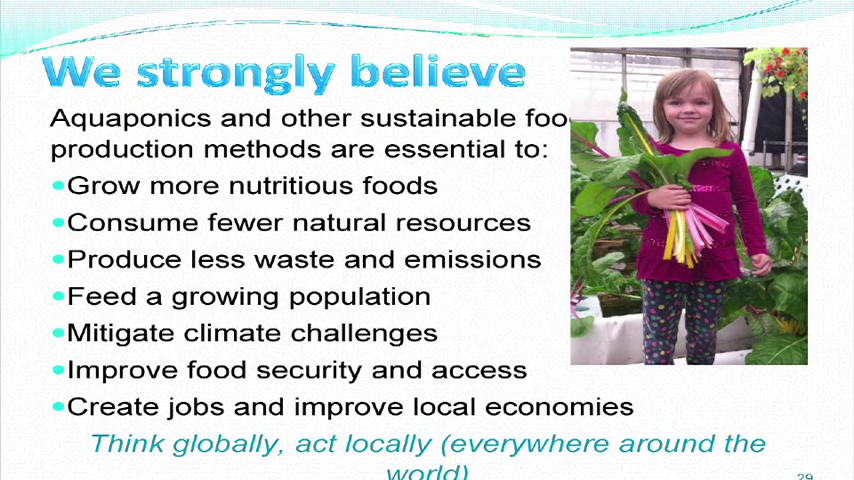 We strongly believe
Aquaponics and other sustainable foo
production methods are essential to:
Grow more nutritious foods
Consume fewer natural resources
Produce less waste and emissions
Feed a growing population
Mitigate climate challenges
Improve food security and access
Create jobs and improve local economies
Think globally, act locally (everywhere around the
world)
29